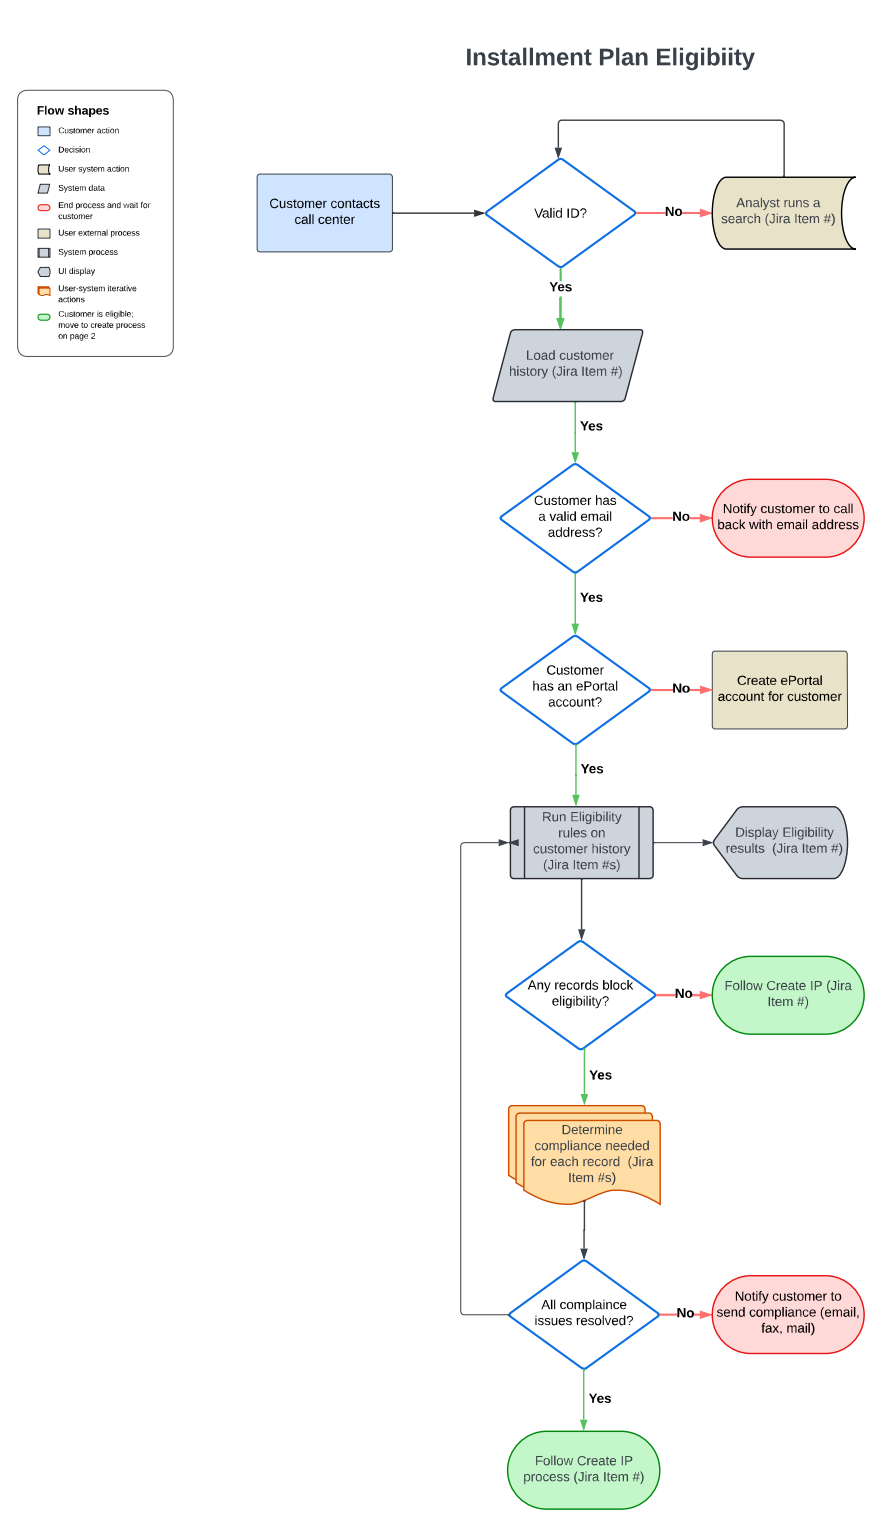 Installment Plan Eligibiity
Flow shapes
Customer action
Decision
User system action
System data
End process and wait for
customer
User external process
System process
UI display
User-system iterative
actions
Customer is eligible;
move to create process
on page 2
Customer contacts
call center
Valid ID?
No
Analyst runs a
search (Jira Item #)
Yes
Load customer
history (Jira Item #)
Yes
Customer has
a valid email
address?
No
Notify customer to call
back with email address
Yes
Customer
has an ePortal
account?
No
Create ePortal
account for customer
Yes
Run Eligibility
rules on
customer history
(Jira Item #s)
Display Eligibility
results  (Jira Item #)
Any records block
eligibility?
No
Follow Create IP (Jira
Item #)
Yes
Determine
compliance needed
for each record  (Jira
Item #s)
All complaince
issues resolved?
No
Notify customer to
send compliance (email,
fax, mail)
Yes
Follow Create IP
process (Jira Item #)